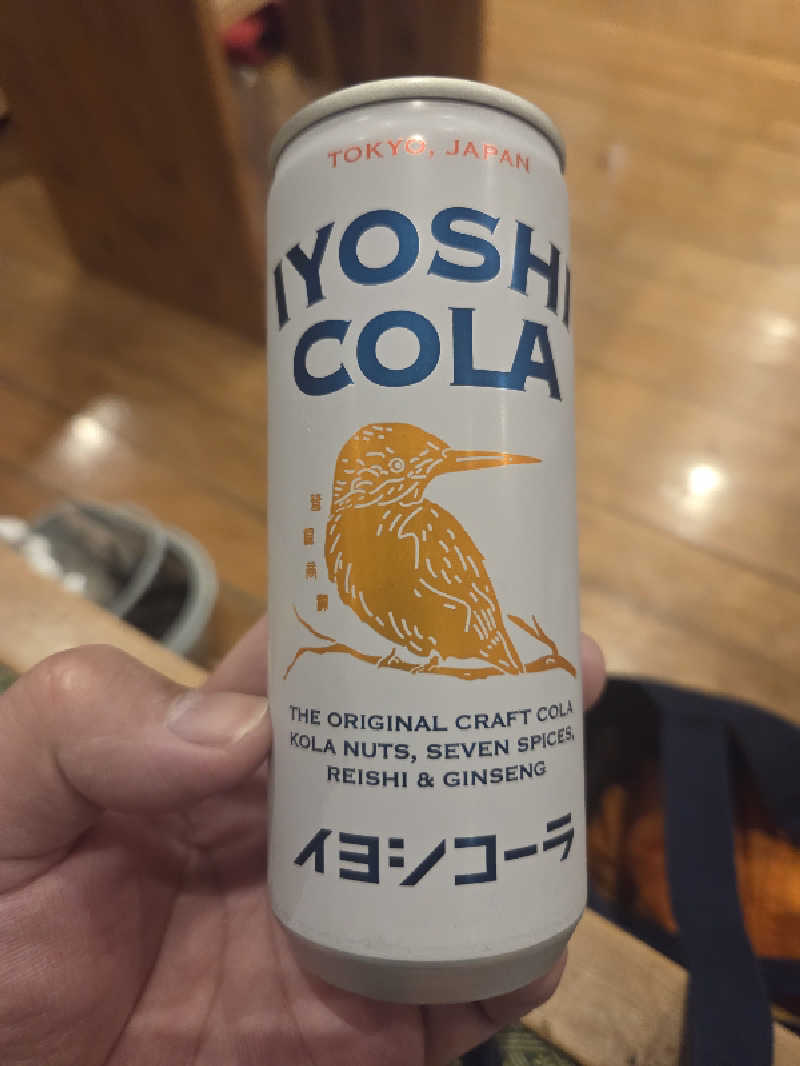 TOKYO, JAPAN
IYOSHI
COLA
THE ORIGINAL CRAFT COLA
KOLA NUTS, SEVEN SPICES,
REISHI & GINSENG
イヨシコーラ